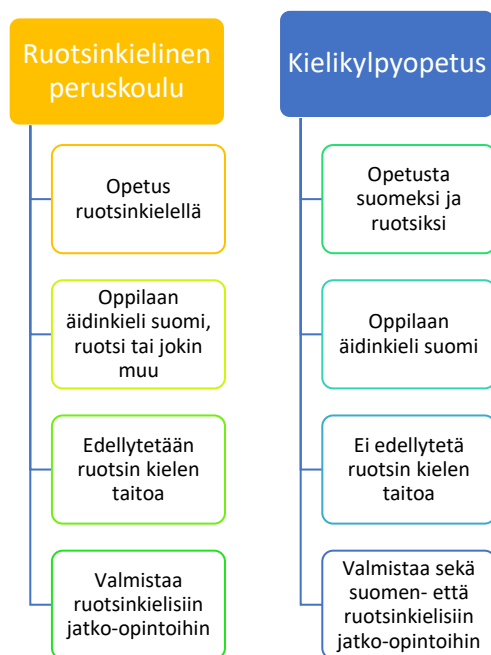 Ruotsinkielinen
peruskoulu
Opetus
ruotsinkielellä
Oppilaan
äidinkieli suomi,
ruotsi tai jokin
muu
Edellytetään
ruotsin kielen
taitoa
Valmistaa
ruotsinkielisiin
jatko-opintoihin
Kielikylpyopetus
Opetusta
suomeksi ja
ruotsiksi
Oppilaan
äidinkieli suomi
Ei edellytetä
ruotsin kielen
taitoa
Valmistaa sekä
suomen- että
ruotsinkielisiin
jatko-opintoihin